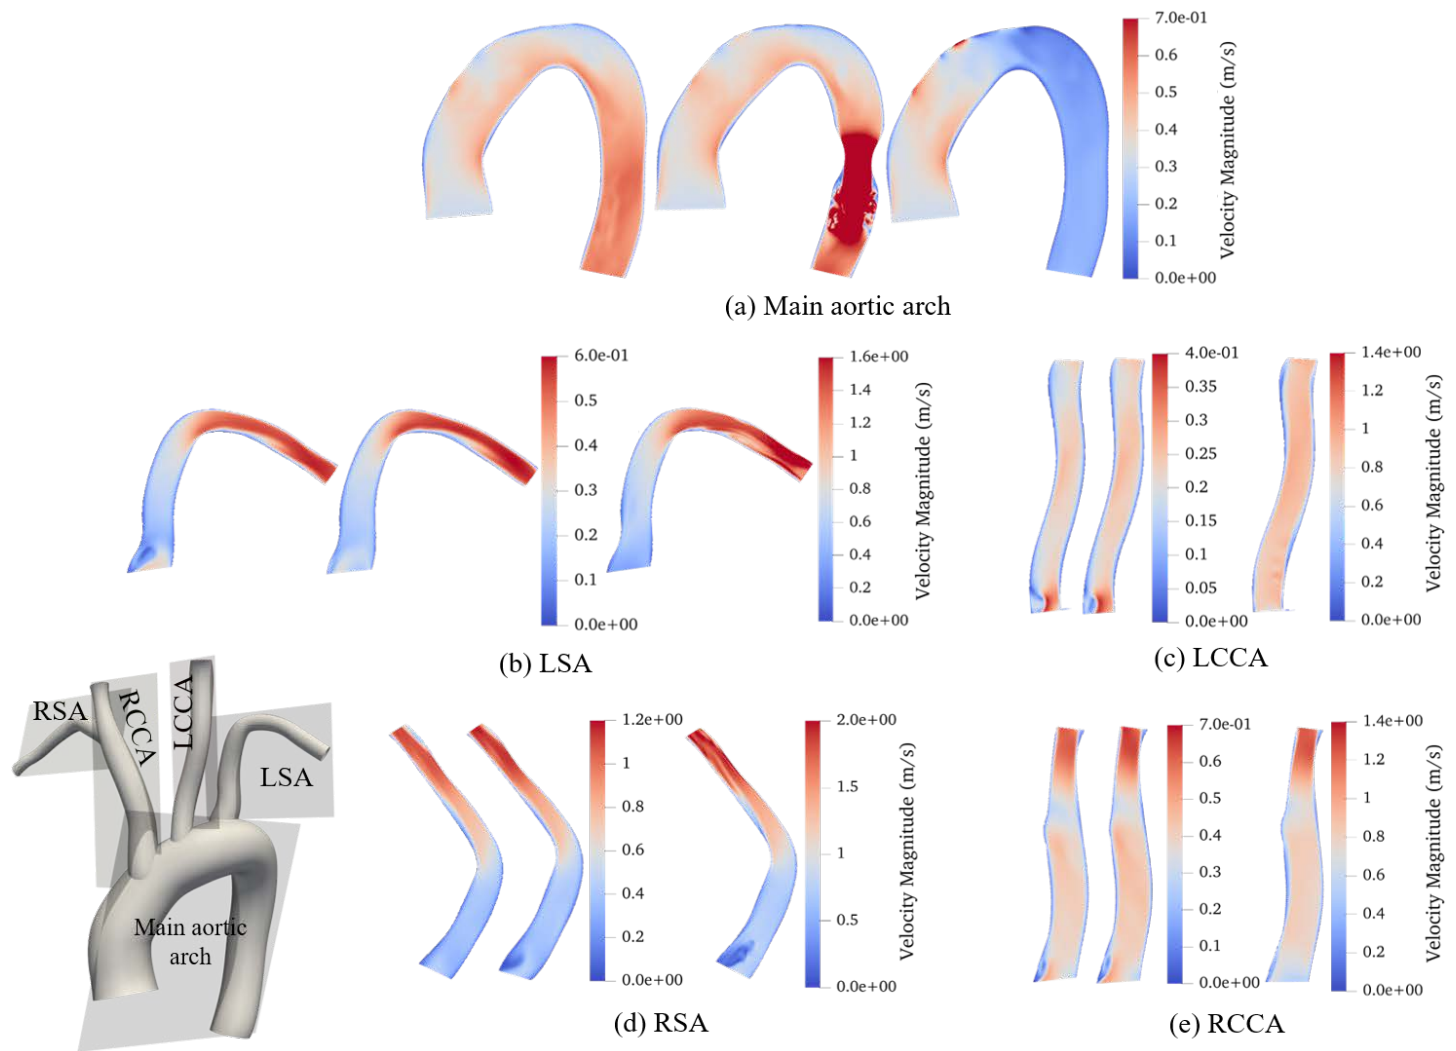 7.0e-01
0.6
0.5
0.4
0.3
0.2
0.1
0.0e+00
Velocity Magnitude (m/s)
(a) Main aortic arch
6.0e-01
0.5
0.4
0.3
0.2
0.1
0.0e+00
1.6e+00
1.4
1.2
1
0.8
0.6
0.4
0.2
0.0e+00
Velocity Magnitude (m/s)
(b) LSA
4.0e-01
0.35
0.3
0.25
0.2
0.15
0.1
0.05
0.0e+00
1.4e+00
1.2
1
0.8
0.6
0.4
0.2
0.0e+00
Velocity Magnitude (m/s)
(c) LCCA
RSA
RCCA
LCCA
LSA
Main aortic
arch
1.2e+00
1
0.8
0.6
0.4
0.2
0.0e+00
2.0e+00
1.5
1
0.5
0.0e+00
Velocity Magnitude (m/s)
(d) RSA
7.0e-01
0.6
0.5
0.4
0.3
0.2
0.1
0.0e+00
1.4e+00
1.2
1
0.8
0.6
0.4
0.2
0.0e+00
Velocity Magnitude (m/s)
(e) RCCA